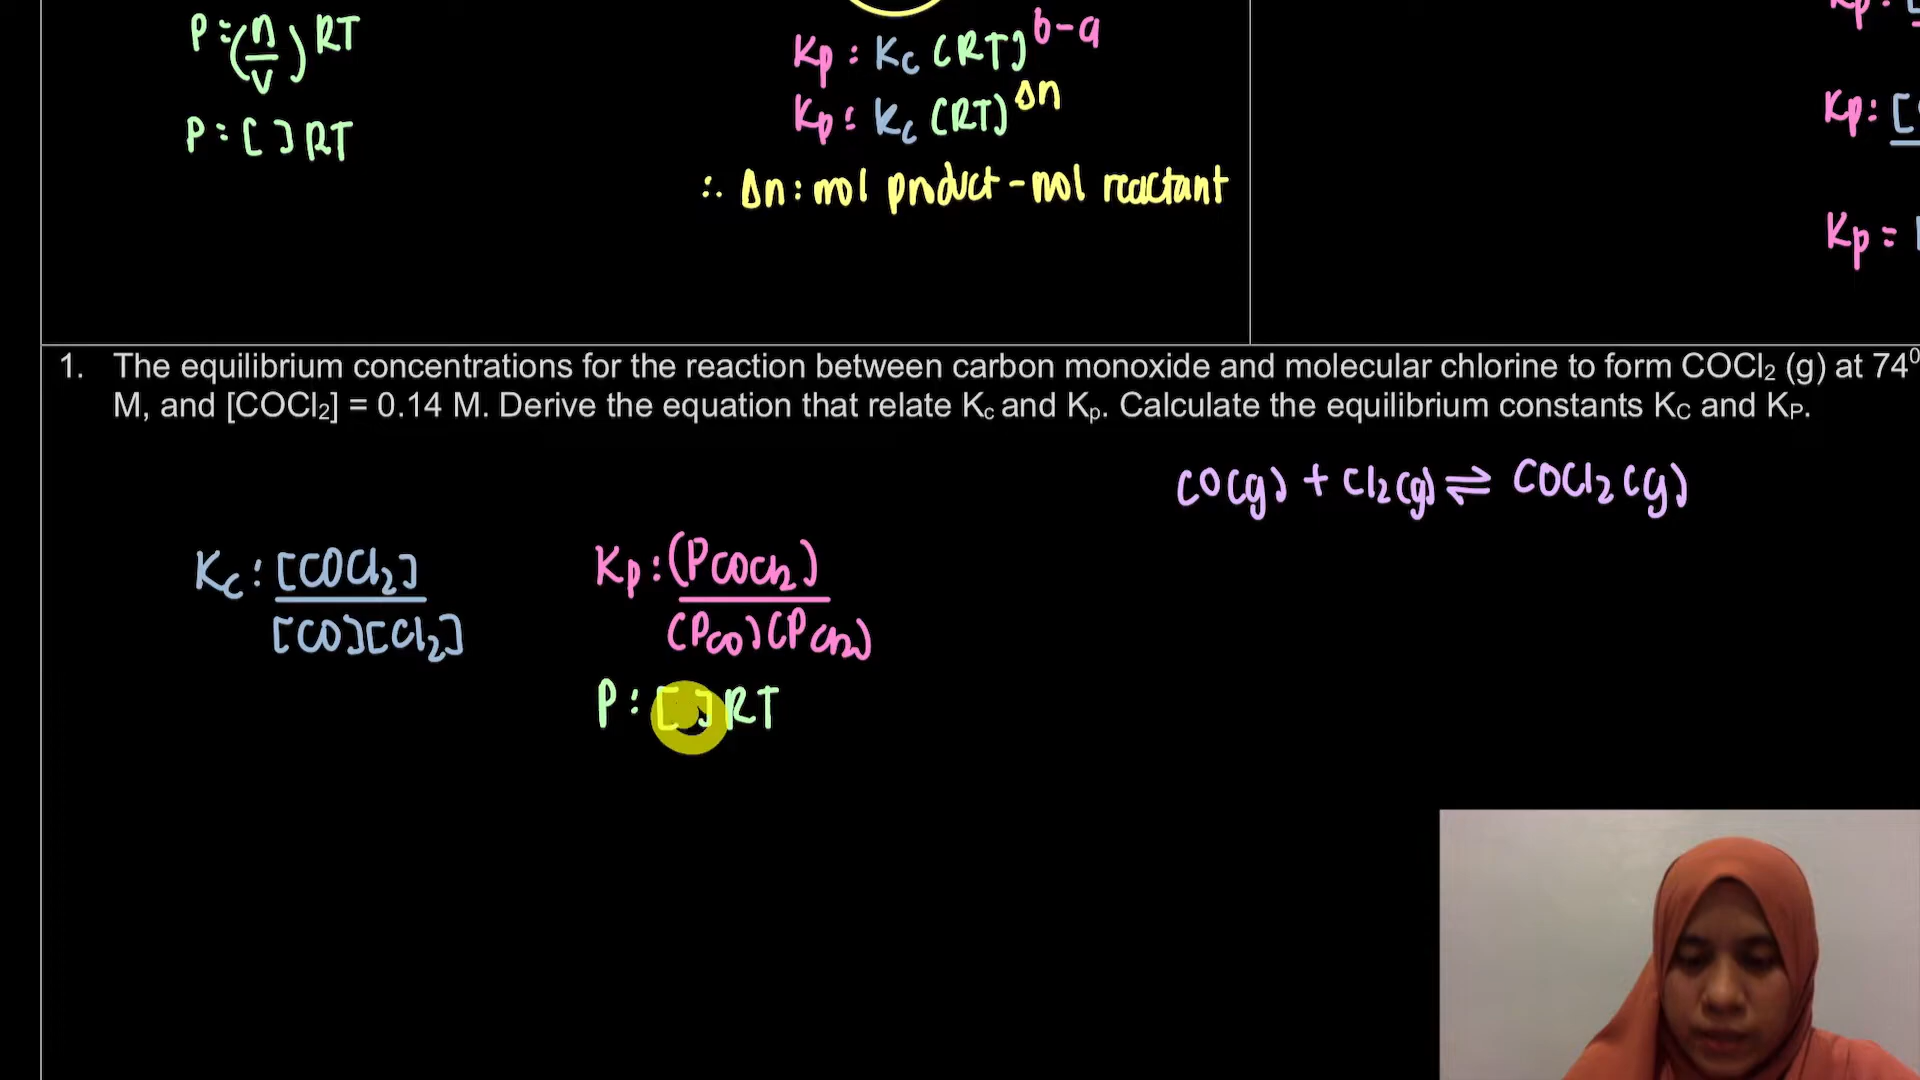 P = (n/V) RT
P = [ ] RT
Kp = Kc (RT)^b-a
Kp = Kc (RT)^Δn
∴ Δn : mol product - mol reactant
Kp :
Kp : [
Kp =
1. The equilibrium concentrations for the reaction between carbon monoxide and molecular chlorine to form COCl₂ (g) at 74⁰
M, and [COCl₂] = 0.14 M. Derive the equation that relate Kc and Kp. Calculate the equilibrium constants KC and KP.
CO(g) + Cl₂(g) ⇌ COCl₂(g)
Kc : [COCl₂]
[CO][Cl₂]
Kp : (PCOCl₂)
(PCO)(PCl₂)
P : [ ] RT